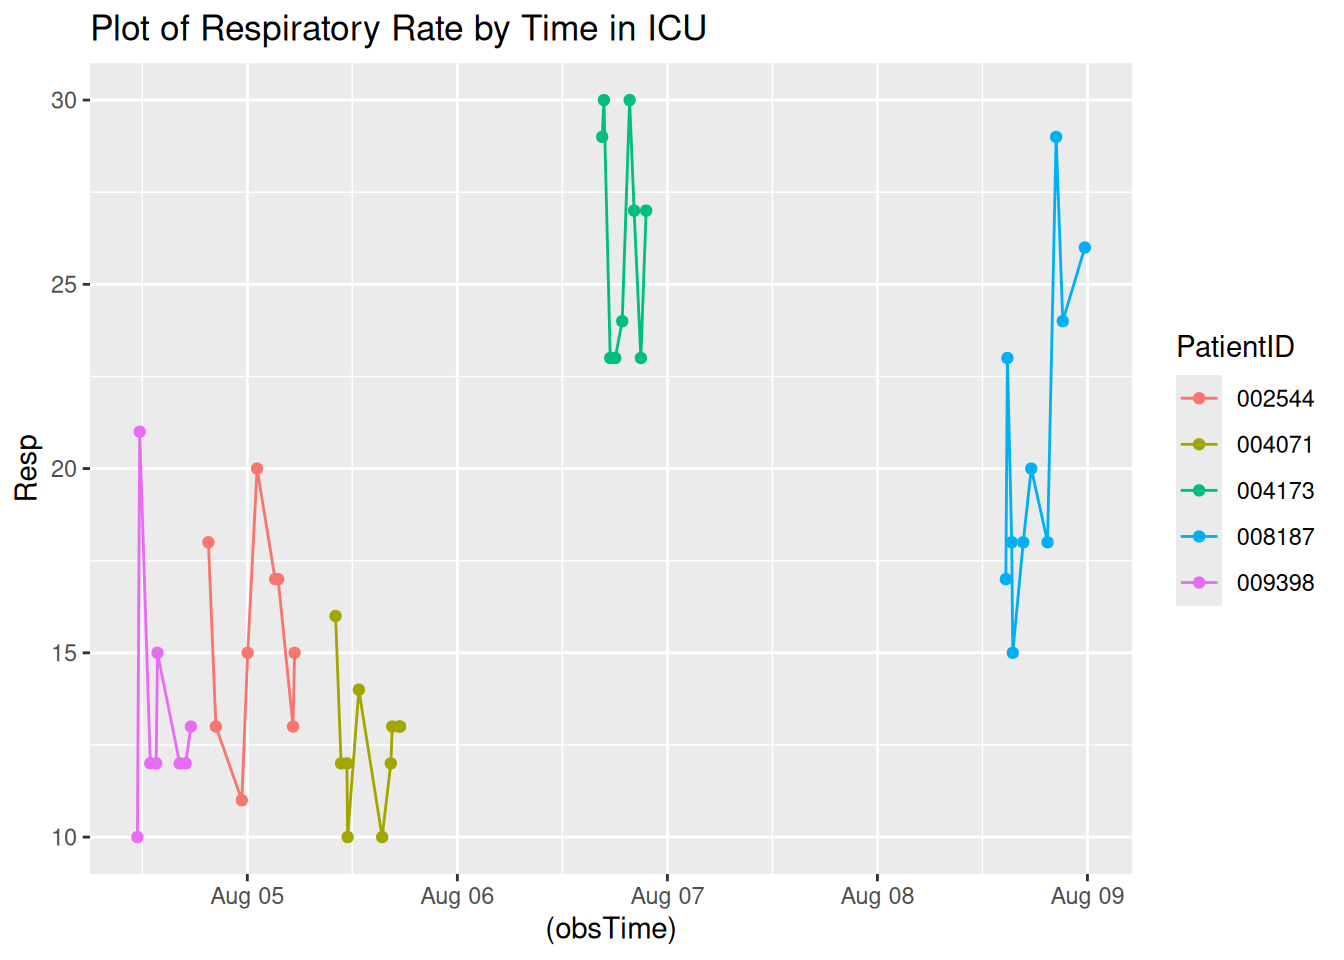 Plot of Respiratory Rate by Time in ICU
30
25
20
15
10
Resp
Aug 05
Aug 06
Aug 07
Aug 08
Aug 09
(obsTime)
PatientID
002544
004071
004173
008187
009398